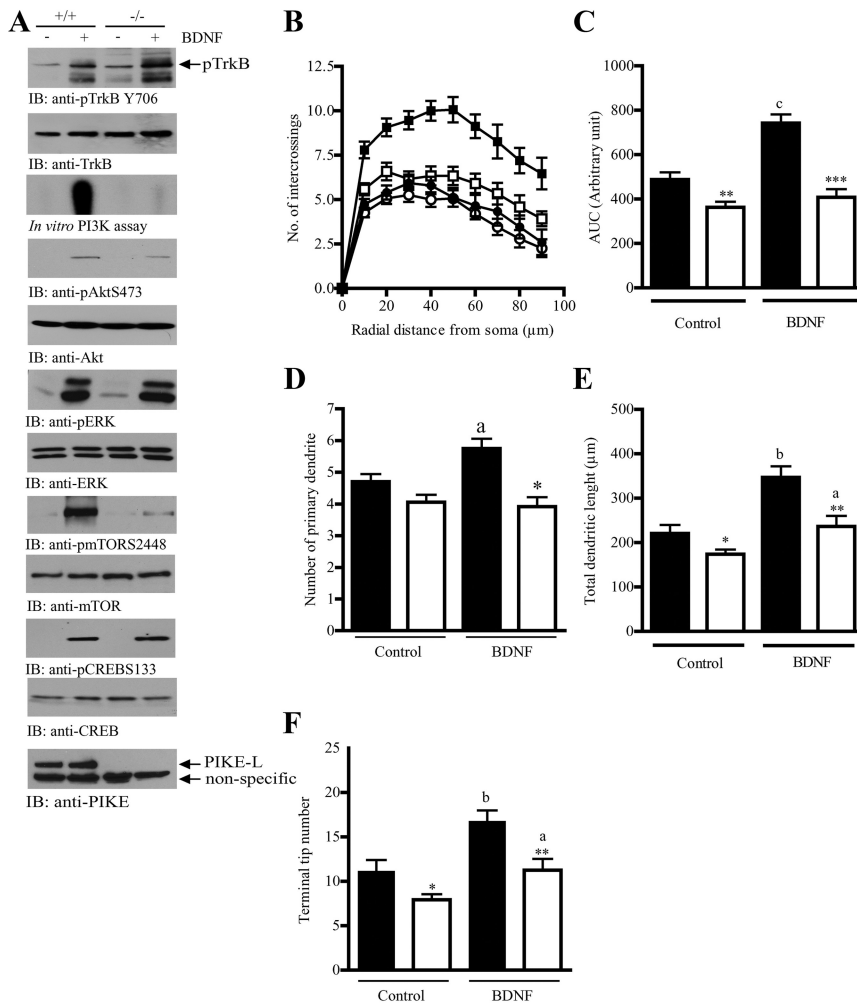 A
+/+ -/-
- + - + BDNF
pTrkB
IB: anti-pTrkB Y706
IB: anti-TrkB
In vitro PI3K assay
IB: anti-pAktS473
IB: anti-Akt
IB: anti-pERK
IB: anti-ERK
IB: anti-pmTORS2448
IB: anti-mTOR
IB: anti-pCREBS133
IB: anti-CREB
PIKE-L
non-specific
IB: anti-PIKE
B
No. of intercrossings
12.5
10.0
7.5
5.0
2.5
0.0
0 20 40 60 80 100
Radial distance from soma (µm)
C
AUC (Arbitrary unit)
1000
800
600
400
200
0
**
c
***
Control BDNF
D
Number of primary dendrite
7
6
5
4
3
2
1
0
a
*
Control BDNF
E
Total dendritic lenght (µm)
500
400
300
200
100
0
*
b
a
**
Control BDNF
F
Terminal tip number
25
20
15
10
5
0
*
b
a
**
Control BDNF